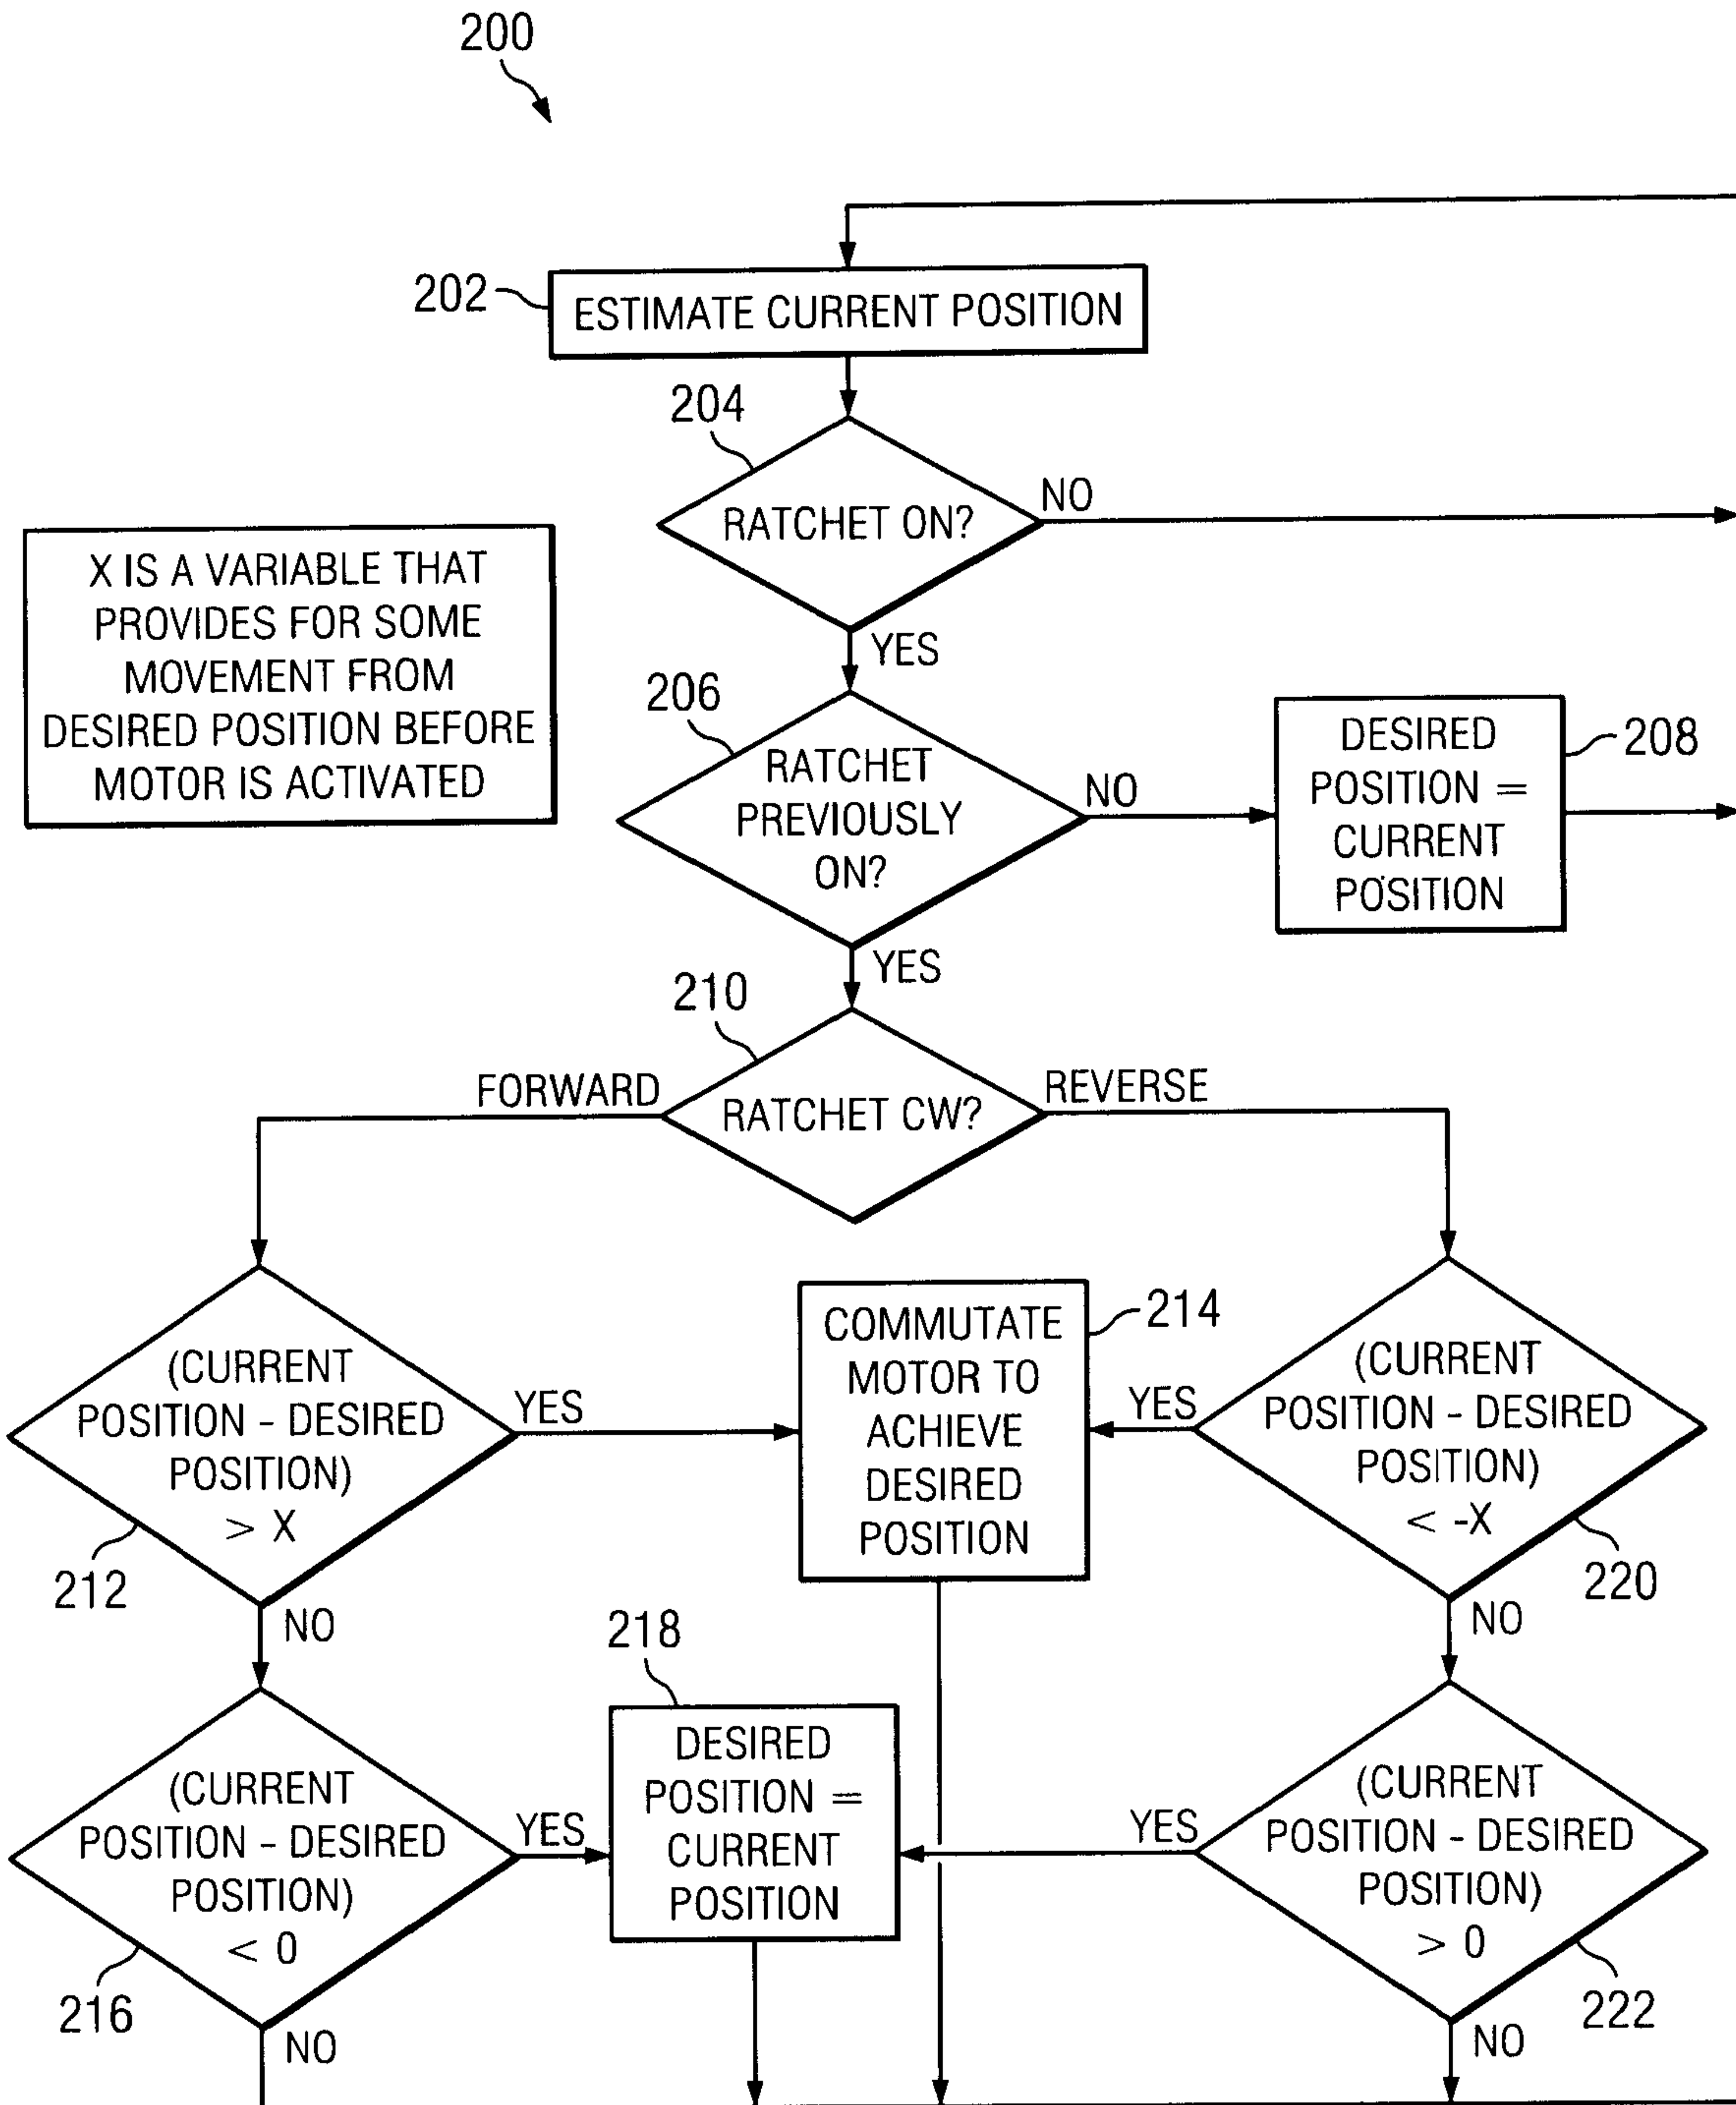 200
202
ESTIMATE CURRENT POSITION
204
RATCHET ON?
NO
YES
X IS A VARIABLE THAT
PROVIDES FOR SOME
MOVEMENT FROM
DESIRED POSITION BEFORE
MOTOR IS ACTIVATED
206
RATCHET
PREVIOUSLY
ON?
NO
YES
DESIRED
POSITION =
CURRENT
POSITION
208
210
FORWARD
RATCHET CW?
REVERSE
(CURRENT
POSITION - DESIRED
POSITION)
> X
212
YES
NO
COMMUTATE
MOTOR TO
ACHIEVE
DESIRED
POSITION
214
YES
(CURRENT
POSITION - DESIRED
POSITION)
< -X
220
NO
(CURRENT
POSITION - DESIRED
POSITION)
< 0
216
YES
NO
218
DESIRED
POSITION =
CURRENT
POSITION
YES
(CURRENT
POSITION - DESIRED
POSITION)
> 0
222
NO